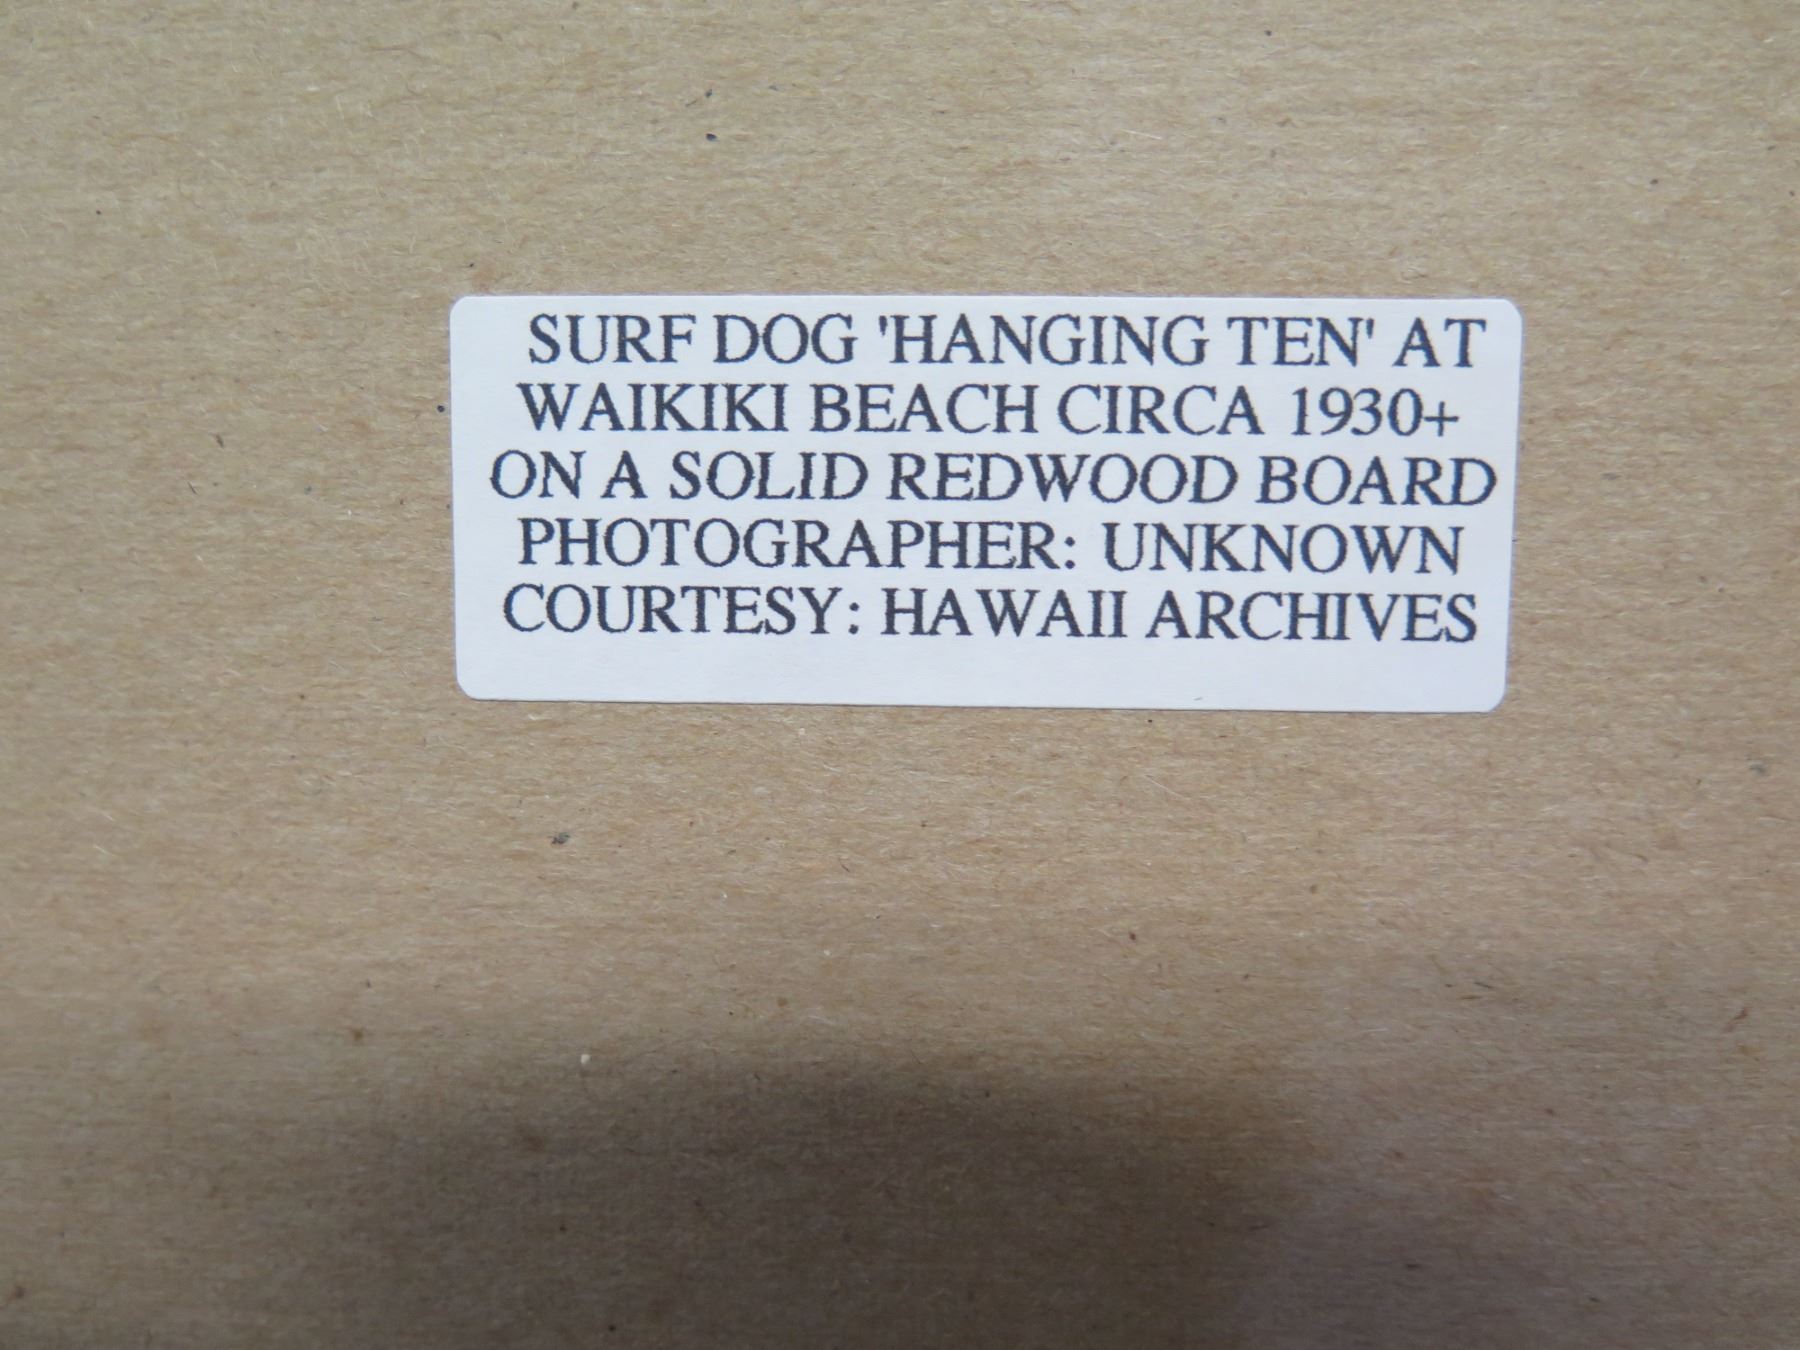 SURF DOG 'HANGING TEN' AT
WAIKIKI BEACH CIRCA 1930+
ON A SOLID REDWOOD BOARD
PHOTOGRAPHER: UNKNOWN
COURTESY: HAWAII ARCHIVES